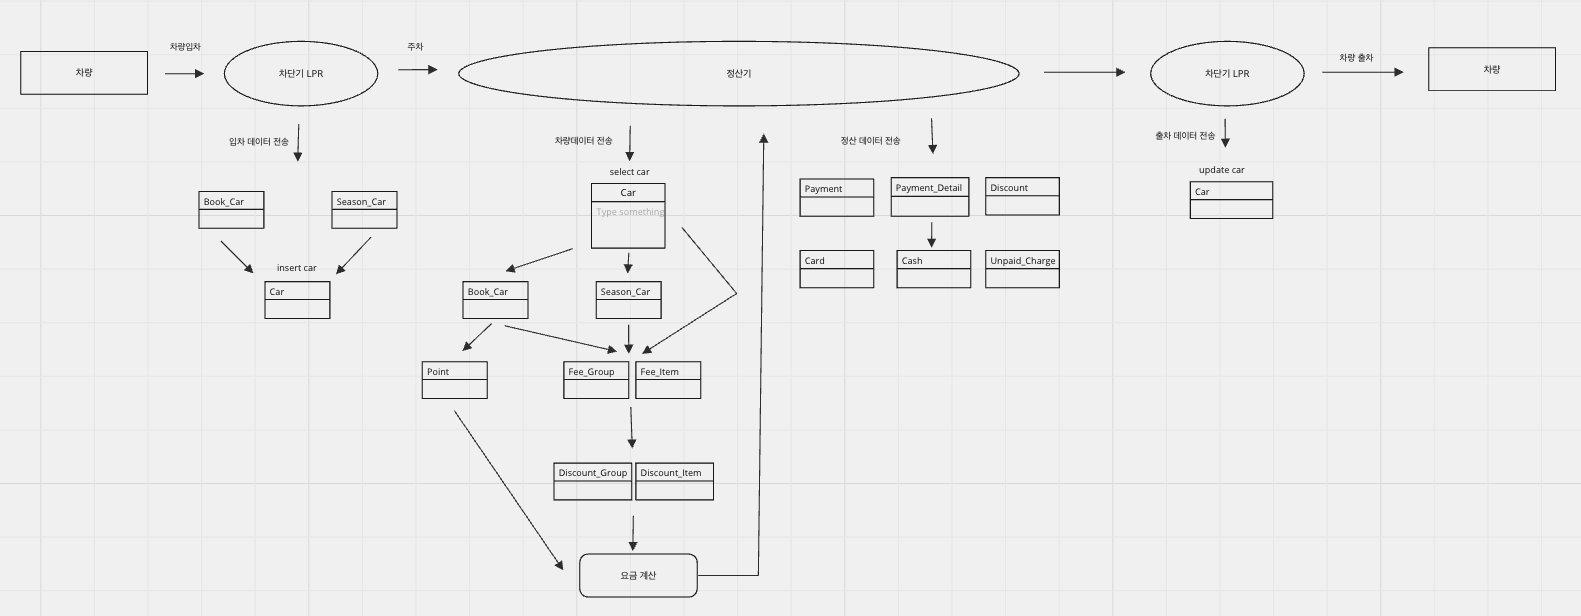 차량
차량입차
차단기 LPR
주차
정산기
차단기 LPR
차량 출차
차량
입차 데이터 전송
차량데이터 전송
정산 데이터 전송
출차 데이터 전송
Book_Car
Season_Car
insert car
Car
select car
Car
Type something
Book_Car
Season_Car
Point
Fee_Group
Fee_Item
Discount_Group
Discount_Item
요금 계산
Payment
Payment_Detail
Discount
Card
Cash
Unpaid_Charge
update car
Car